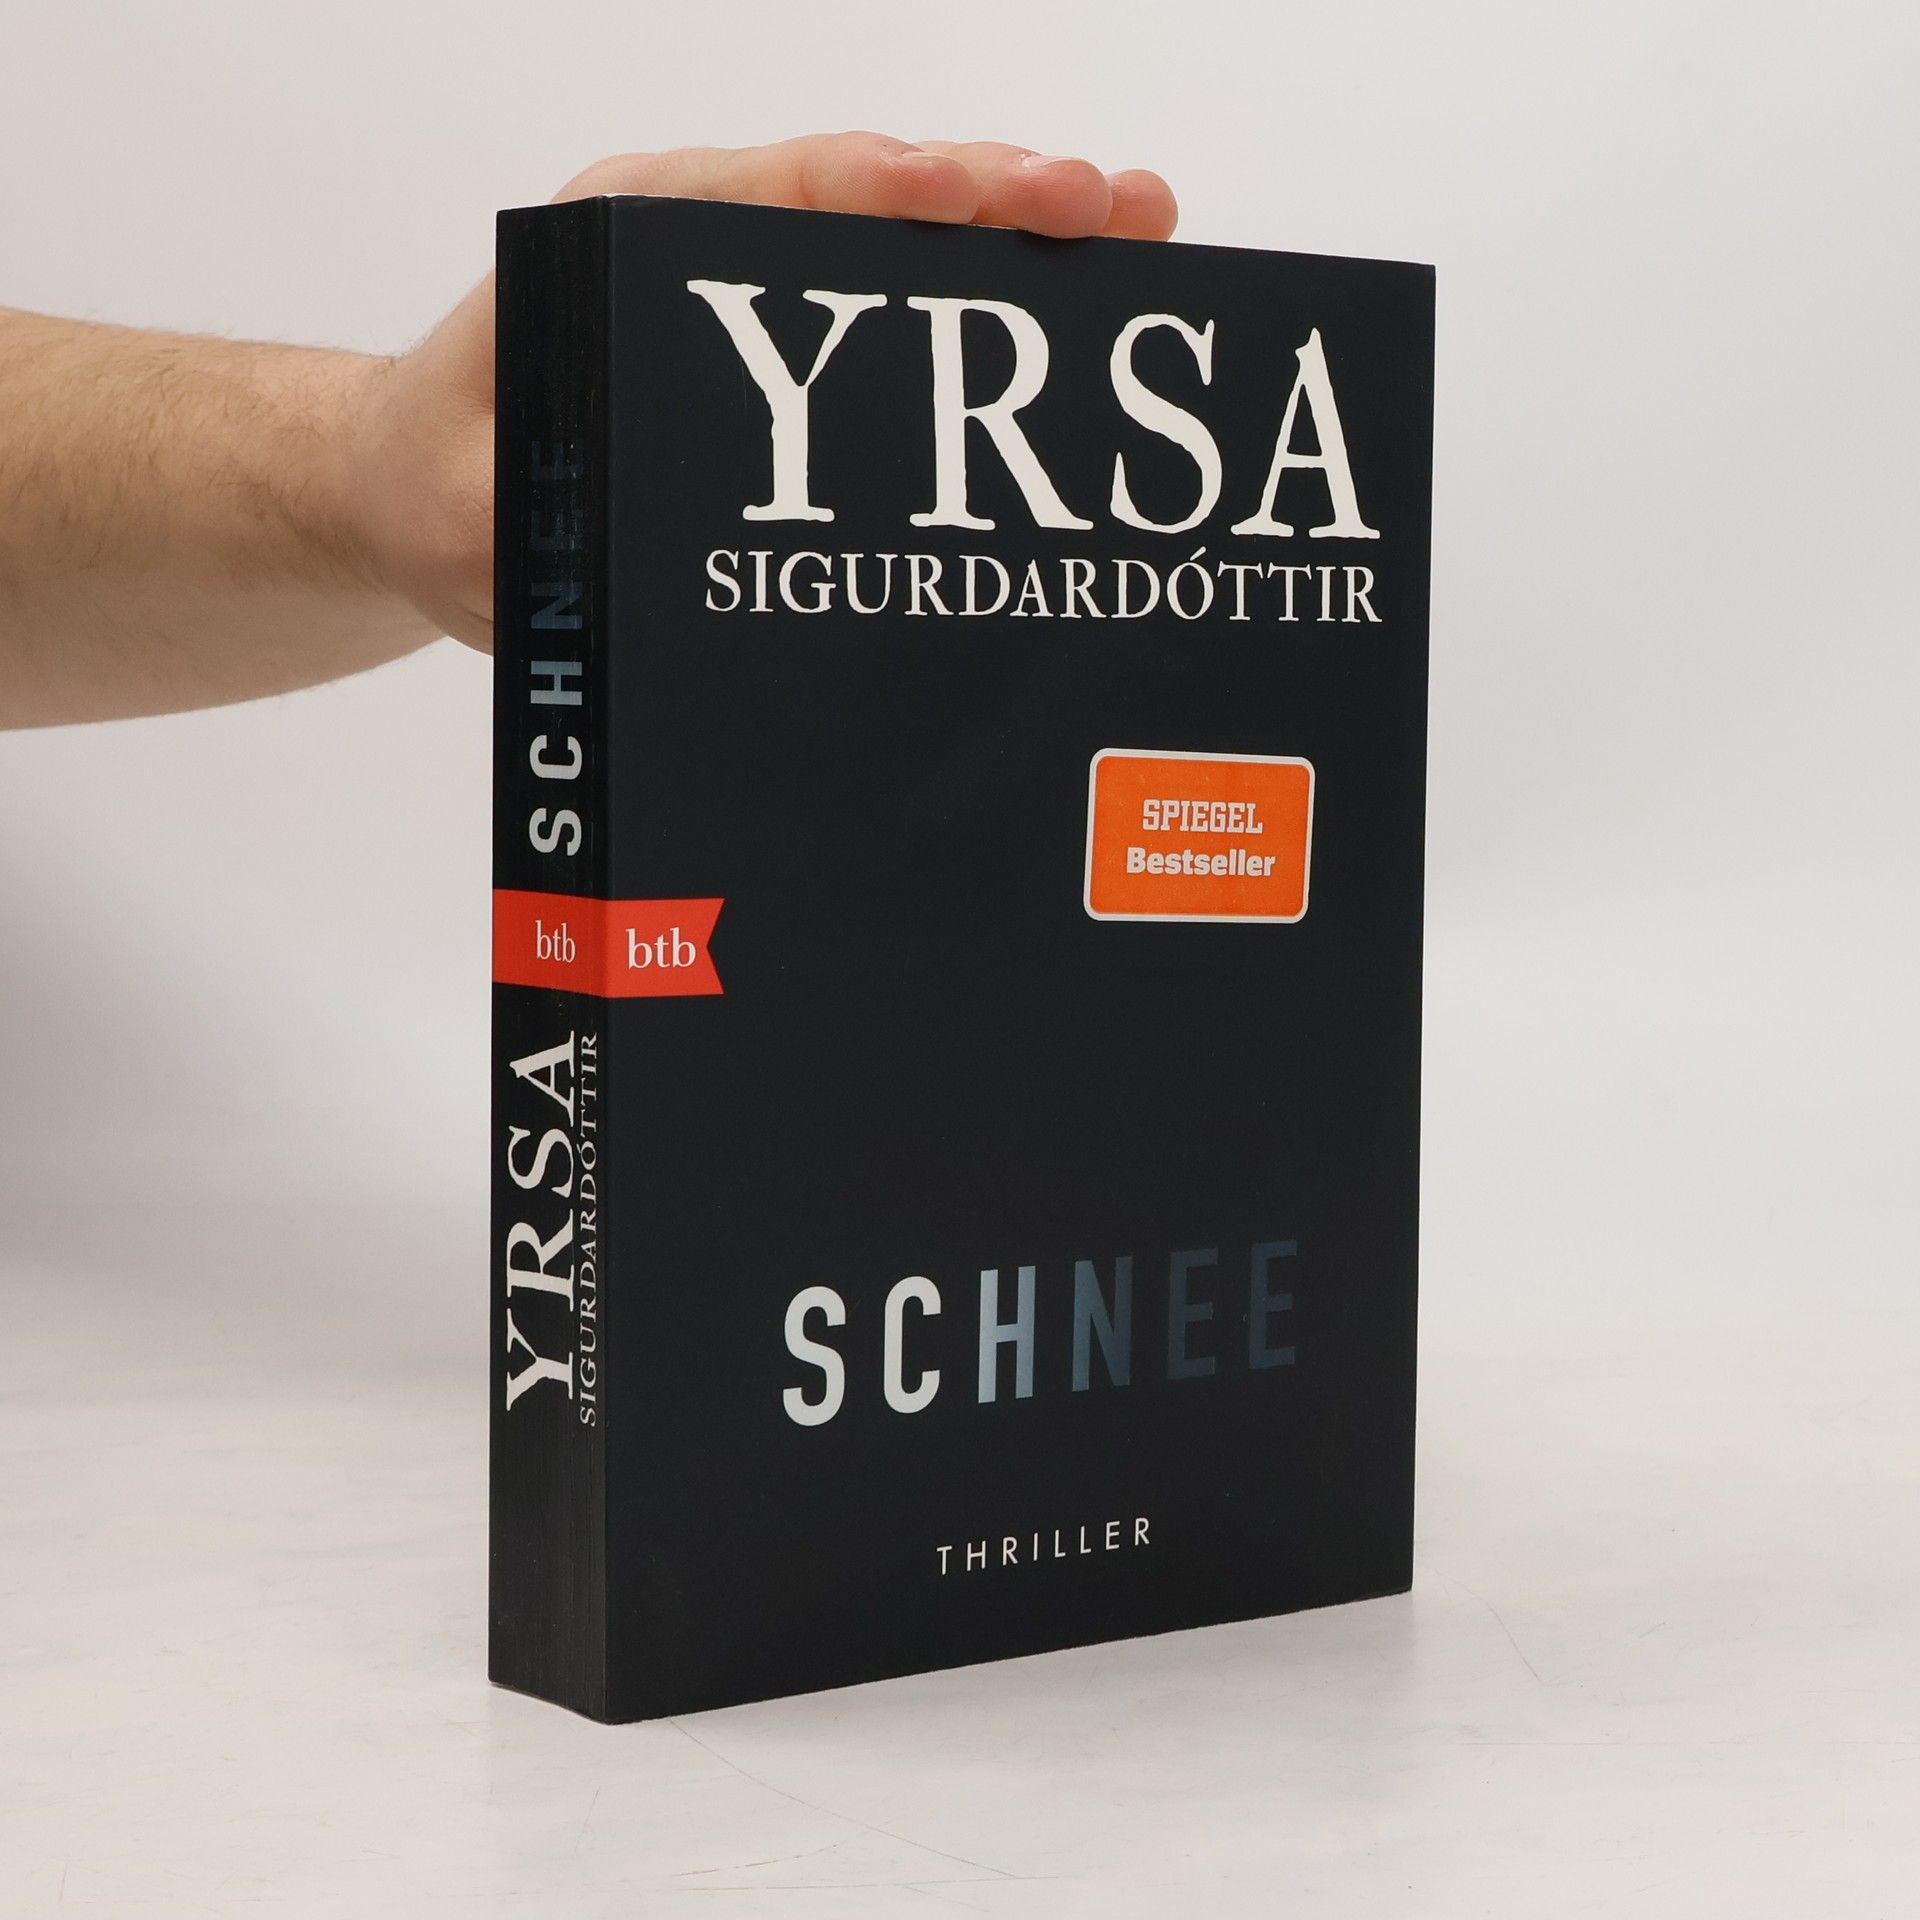 YRSA
SIGURDARDÓTTIR
SPIEGEL
Bestseller
btb
SCHNEE
THRILLER
SCHNEE
btb
YRSA
SIGURDARDÓTTIR